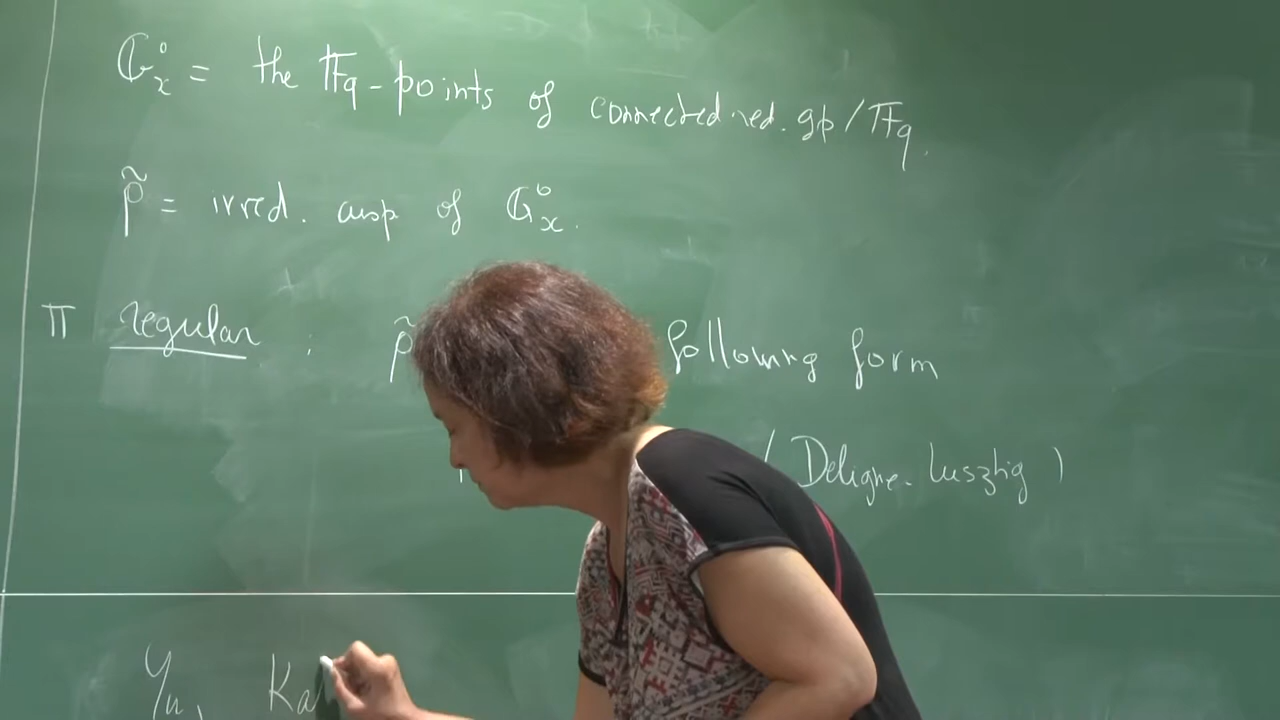 𝔾°ₓ = the 𝔽q-points of connected red. gp / 𝔽q.
ρ̃ = irred. cusp of 𝔾°ₓ.
π regular : ρ̃ following form
( Deligne-Lusztig )
Yu, Ka